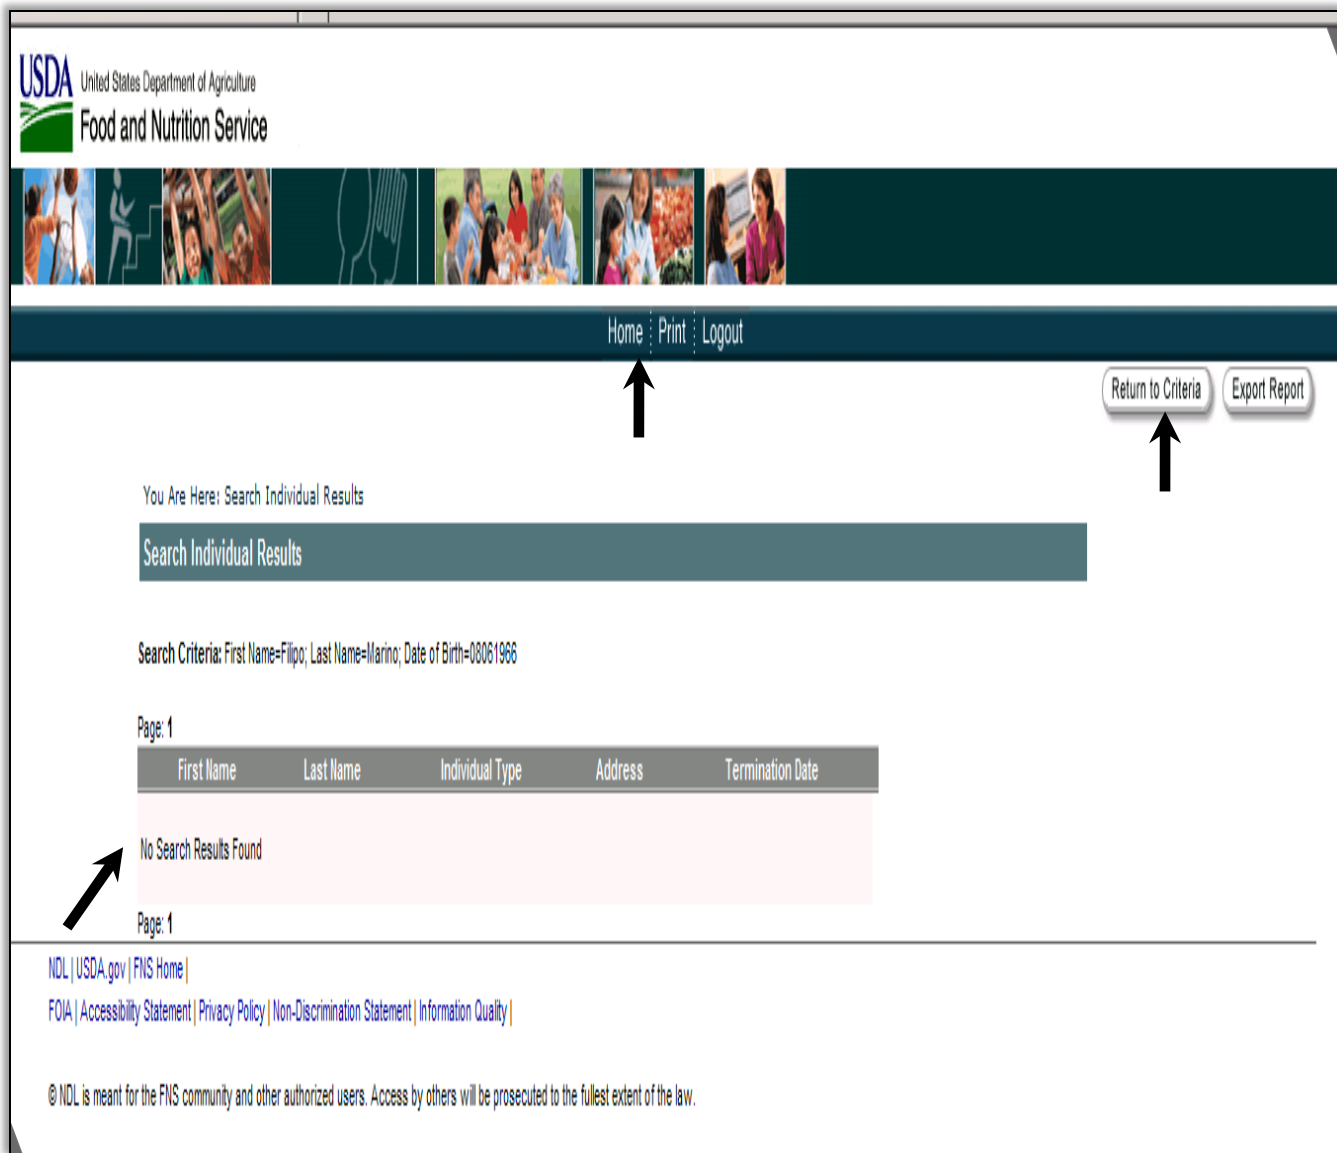 USDA United States Department of Agriculture
Food and Nutrition Service
Home Print Logout
Return to Criteria Export Report
You Are Here: Search Individual Results
Search Individual Results
Search Criteria: First Name=Filipo; Last Name=Marino; Date of Birth=08061966
Page: 1
First Name Last Name Individual Type Address Termination Date
No Search Results Found
Page: 1
NDL | USDA.gov | FNS Home |
FOIA | Accessibility Statement | Privacy Policy | Non-Discrimination Statement | Information Quality |
© NDL is meant for the FNS community and other authorized users. Access by others will be prosecuted to the fullest extent of the law.